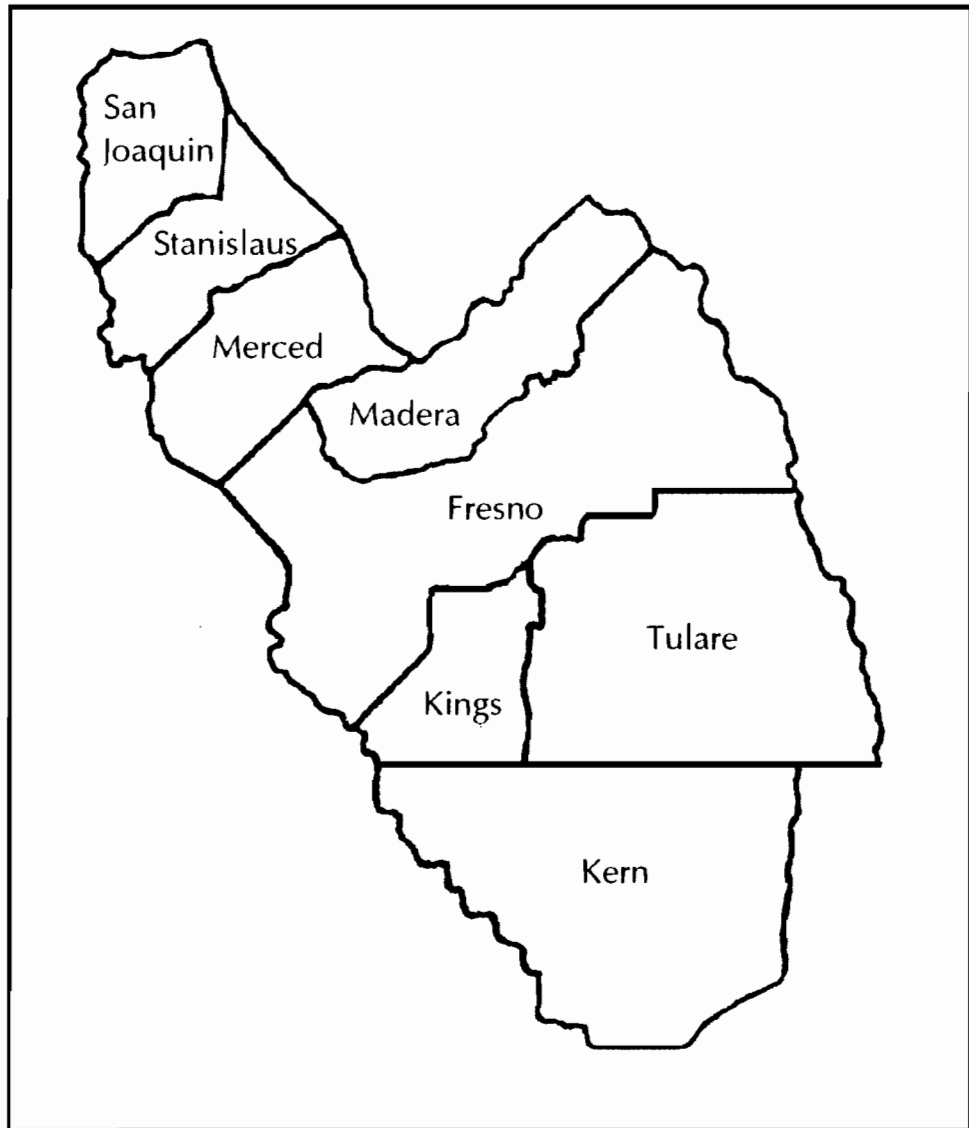 San
Joaquin
Stanislaus
Merced
Madera
Fresno
Tulare
Kings
Kern